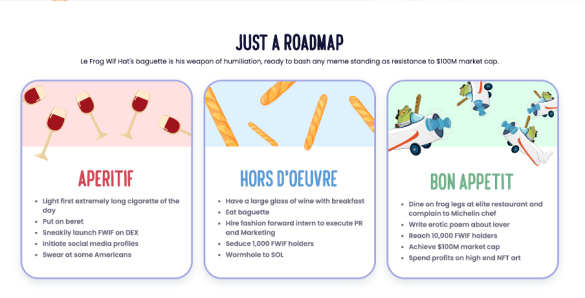 JUST A ROADMAP
Le Frog Wif Hat's baguette is his weapon of humiliation, ready to bash any meme standing as resistance to $100M market cap.
APERITIF
• Light first extremely long cigarette of the
day
• Put on beret
• Sneakily launch FWIF on DEX
• Initiate social media profiles
• Swear at some Americans
HORS D'OEUVRE
• Have a large glass of wine with breakfast
• Eat baguette
• Hire fashion forward intern to execute PR
and Marketing
• Seduce 1,000 FWIF holders
• Wormhole to SOL
BON APPETIT
• Dine on frog legs at elite restaurant and
complain to Michelin chef
• Write erotic poem about lover
• Reach 10,000 FWIF holders
• Achieve $100M market cap
• Spend profits on high end NFT art